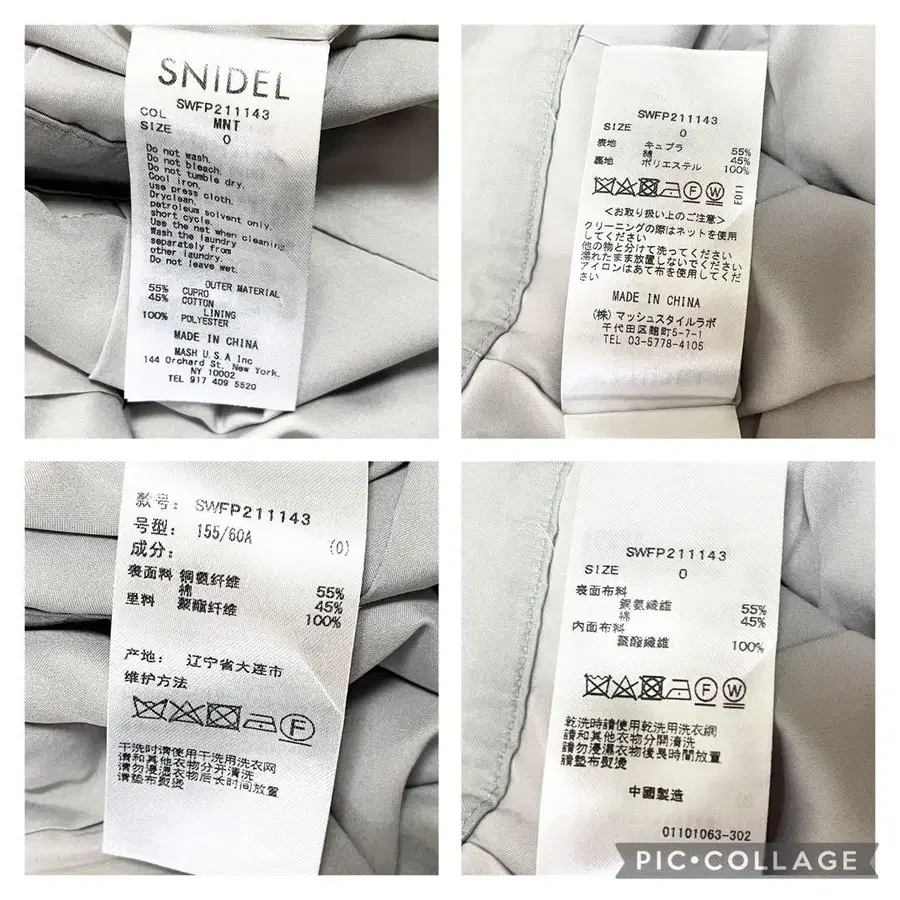 SNIDEL
SWFP211143
COL MNT
SIZE 0
Do not wash.
Do not bleach.
Do not tumble dry.
Cool iron.
use press cloth.
Dryclean.
petroleum solvent only.
short cycle.
Use the net when cleaning
Wash the laundry
separately from
other laundry.
Do not leave wet.
OUTER MATERIAL
55% CUPRO
45% COTTON
LINING
100% POLYESTER
MADE IN CHINA
MASH U.S.A Inc
144 Orchard St. New York.
NY 10002
TEL 917 409 5520
SWFP211143
SIZE 0
表地 キュプラ 55%
綿 45%
裏地 ポリエステル 100%
F W
E011
<お取り扱い上のご注意>
クリーニングの際はネットを使用
してください
他の物と分けて洗ってください
濡れたまま放置しないでください
アイロンはあて布を使用してくだ
さい
MADE IN CHINA
(株)マッシュスタイルラボ
千代田区麹町5-7-1
TEL 03-5778-4105
款号: SWFP211143
号型: 155/60A (0)
成分:
表面料 铜氨纤维 55%
棉 45%
里料 聚酯纤维 100%
产地: 辽宁省大连市
维护方法
F
干洗时请使用干洗用洗衣网
请和其他衣物分开清洗
请勿浸湿衣物后长时间放置
请垫布熨烫
SWFP211143
SIZE 0
表面布料
銅氨纖維 55%
棉 45%
內面布料
聚酯纖維 100%
F W
乾洗時請使用乾洗用洗衣網
請和其他衣物分開清洗
請勿浸濕衣物後長時間放置
請墊布熨燙
中國製造
01101063-302
PIC•COLLAGE